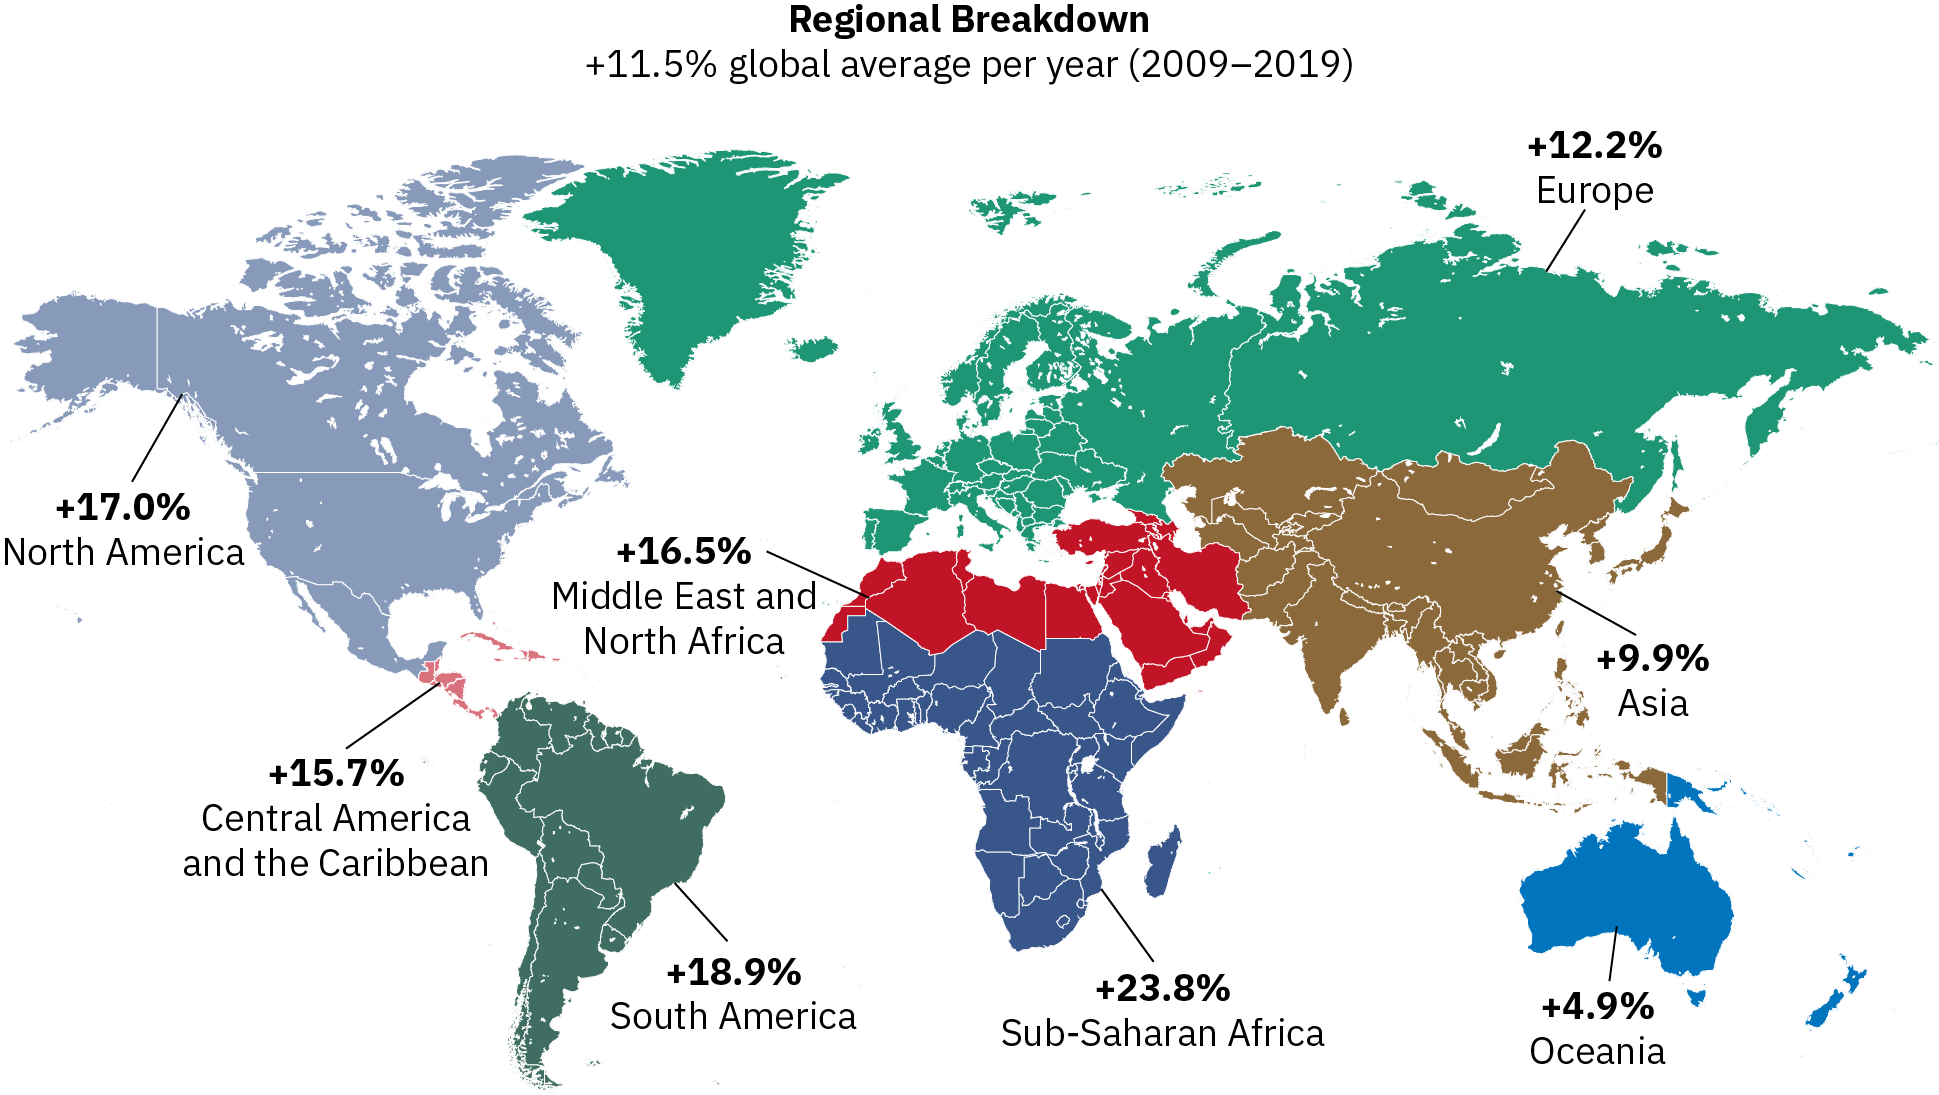 Regional Breakdown
+11.5% global average per year (2009–2019)
+12.2%
Europe
+17.0%
North America
+16.5%
Middle East and
North Africa
+9.9%
Asia
+15.7%
Central America
and the Caribbean
+18.9%
South America
+23.8%
Sub-Saharan Africa
+4.9%
Oceania